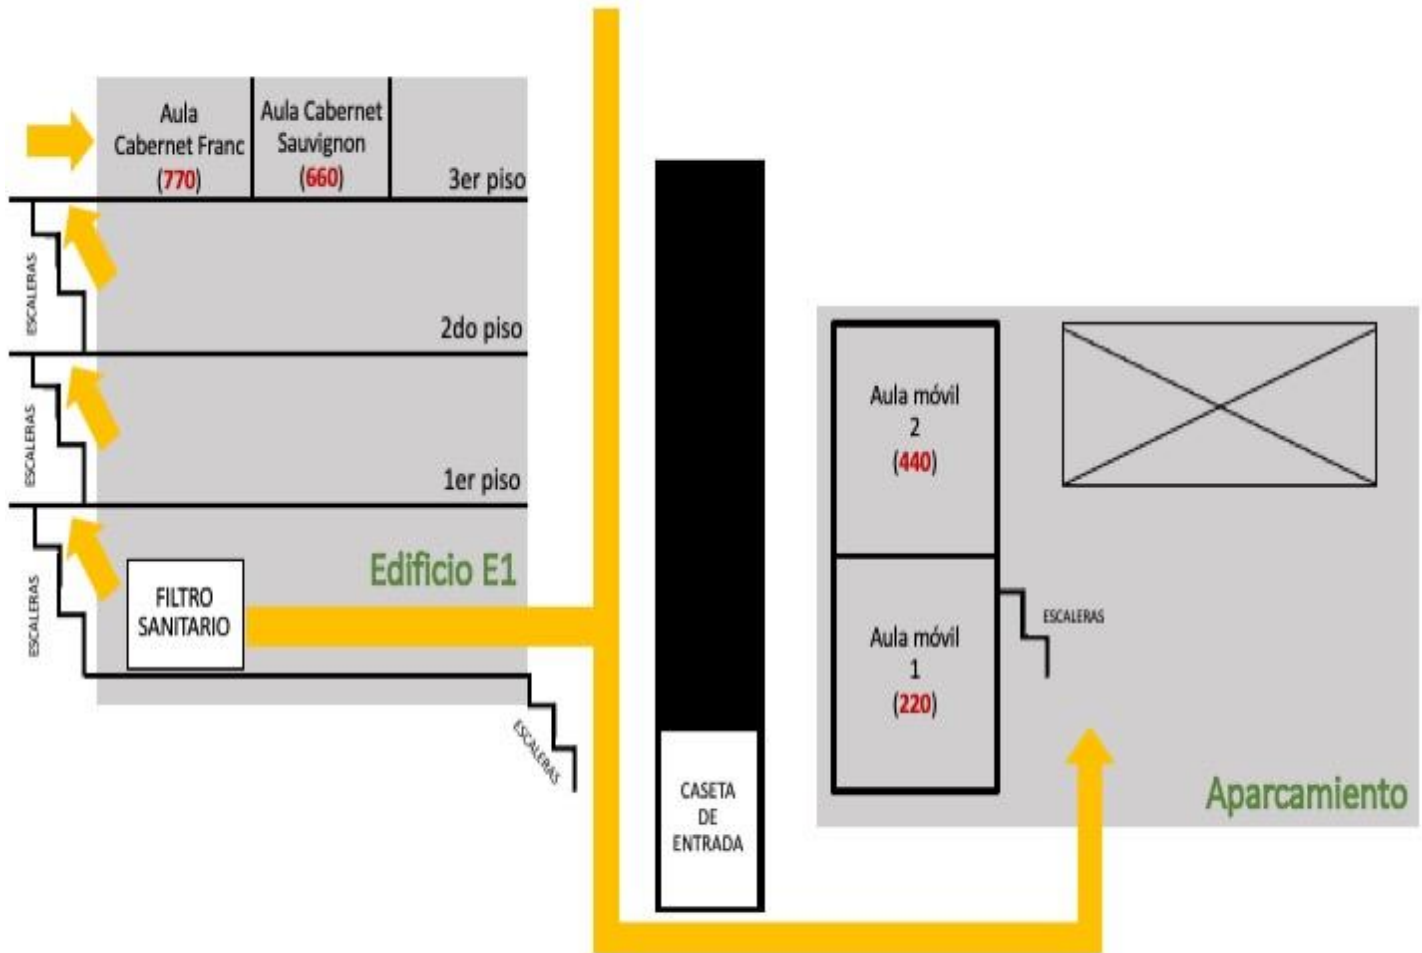 Aula
Cabernet Franc
(770)
Aula Cabernet
Sauvignon
(660)
3er piso
ESCALERAS
2do piso
ESCALERAS
1er piso
ESCALERAS
Edificio E1
FILTRO
SANITARIO
ESCALERAS
CASETA
DE
ENTRADA
Aula móvil
2
(440)
Aula móvil
1
(220)
ESCALERAS
Aparcamiento